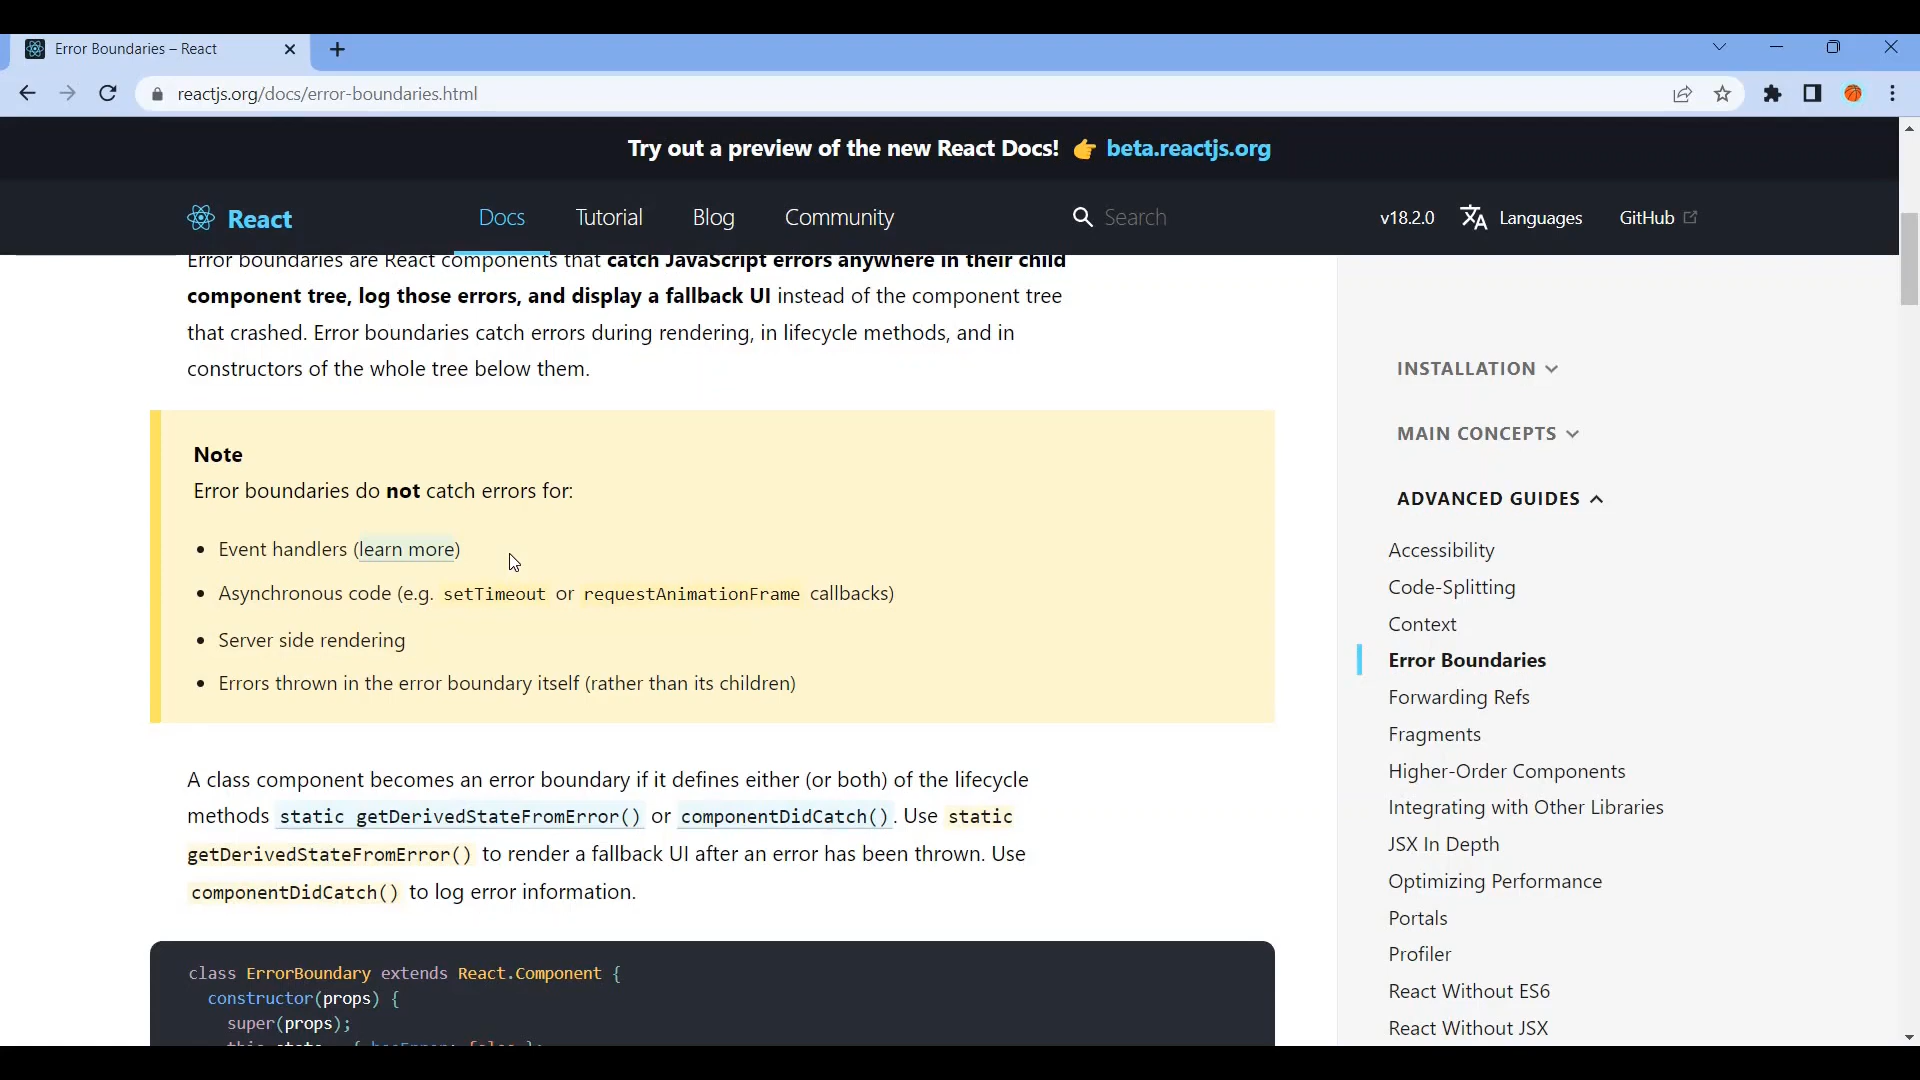 Error Boundaries – React
reactjs.org/docs/error-boundaries.html
Try out a preview of the new React Docs! 👉 beta.reactjs.org
React
Docs
Tutorial
Blog
Community
Search
v18.2.0
Languages
GitHub
Error boundaries are React components that catch JavaScript errors anywhere in their child
component tree, log those errors, and display a fallback UI instead of the component tree
that crashed. Error boundaries catch errors during rendering, in lifecycle methods, and in
constructors of the whole tree below them.
Note
Error boundaries do not catch errors for:
• Event handlers (learn more)
• Asynchronous code (e.g. setTimeout or requestAnimationFrame callbacks)
• Server side rendering
• Errors thrown in the error boundary itself (rather than its children)
A class component becomes an error boundary if it defines either (or both) of the lifecycle
methods static getDerivedStateFromError() or componentDidCatch(). Use static
getDerivedStateFromError() to render a fallback UI after an error has been thrown. Use
componentDidCatch() to log error information.
class ErrorBoundary extends React.Component {
constructor(props) {
super(props);
this.state = { hasError: false };
INSTALLATION
MAIN CONCEPTS
ADVANCED GUIDES
Accessibility
Code-Splitting
Context
Error Boundaries
Forwarding Refs
Fragments
Higher-Order Components
Integrating with Other Libraries
JSX In Depth
Optimizing Performance
Portals
Profiler
React Without ES6
React Without JSX